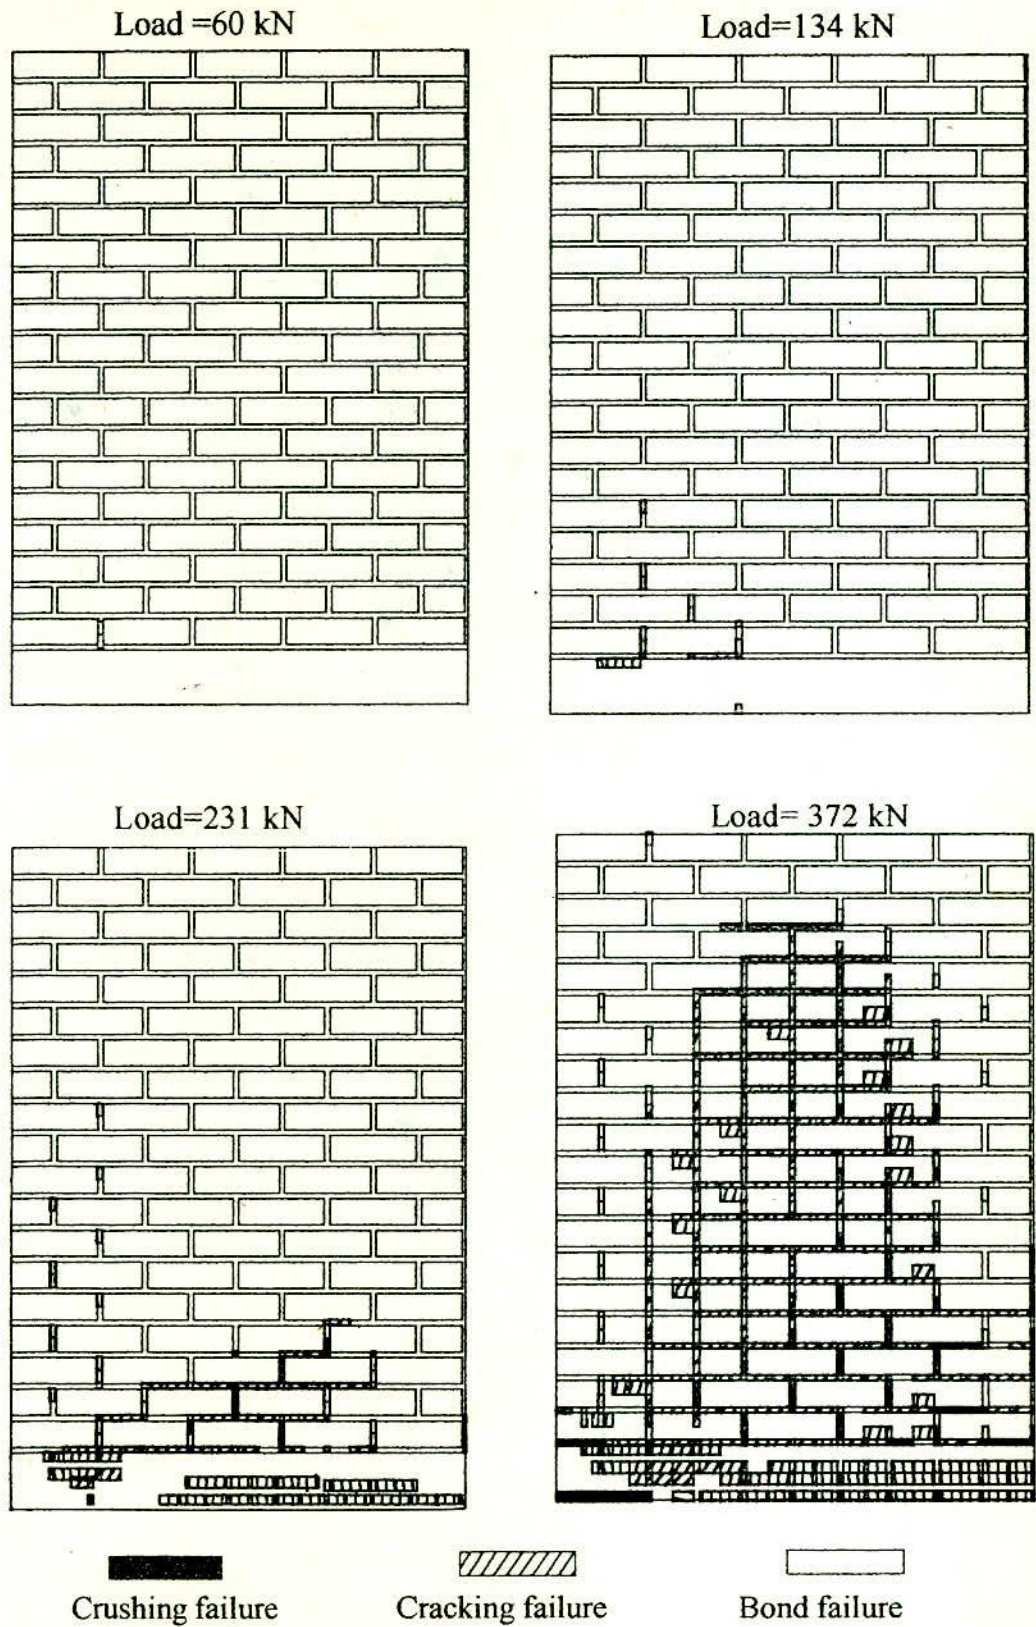 Load =60 kN
Load=134 kN
Load=231 kN
Load= 372 kN
Crushing failure
Cracking failure
Bond failure